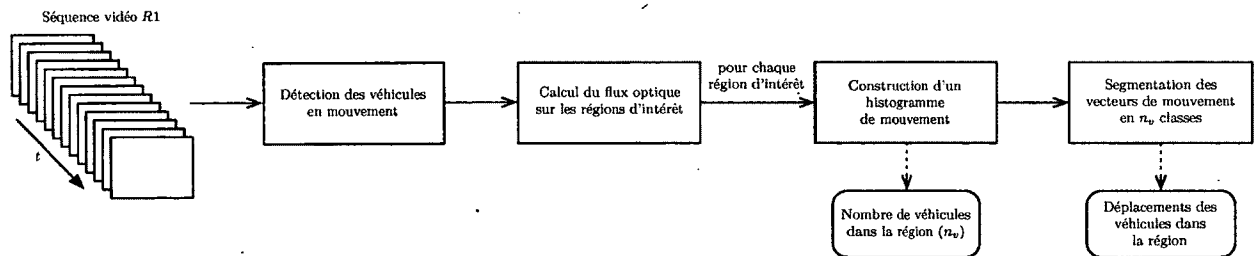 Séquence vidéo R1
t
Détection des véhicules
en mouvement
Calcul du flux optique
sur les régions d'intérêt
pour chaque
région d'intérêt
Construction d'un
histogramme
de mouvement
Segmentation des
vecteurs de mouvement
en n_v classes
Nombre de véhicules
dans la région (n_v)
Déplacements des
véhicules dans
la région